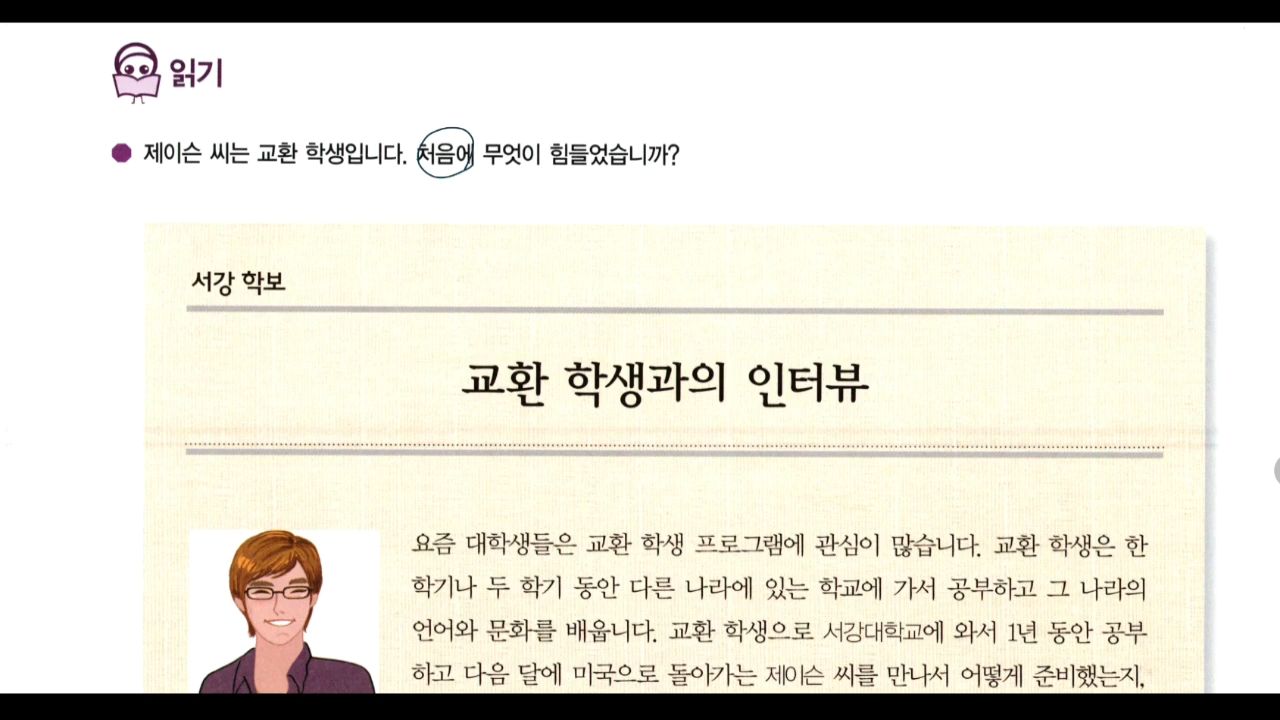 읽기
제이슨 씨는 교환 학생입니다. 처음에 무엇이 힘들었습니까?
서강 학보
교환 학생과의 인터뷰
요즘 대학생들은 교환 학생 프로그램에 관심이 많습니다. 교환 학생은 한
학기나 두 학기 동안 다른 나라에 있는 학교에 가서 공부하고 그 나라의
언어와 문화를 배웁니다. 교환 학생으로 서강대학교에 와서 1년 동안 공부
하고 다음 달에 미국으로 돌아가는 제이슨 씨를 만나서 어떻게 준비했는지,